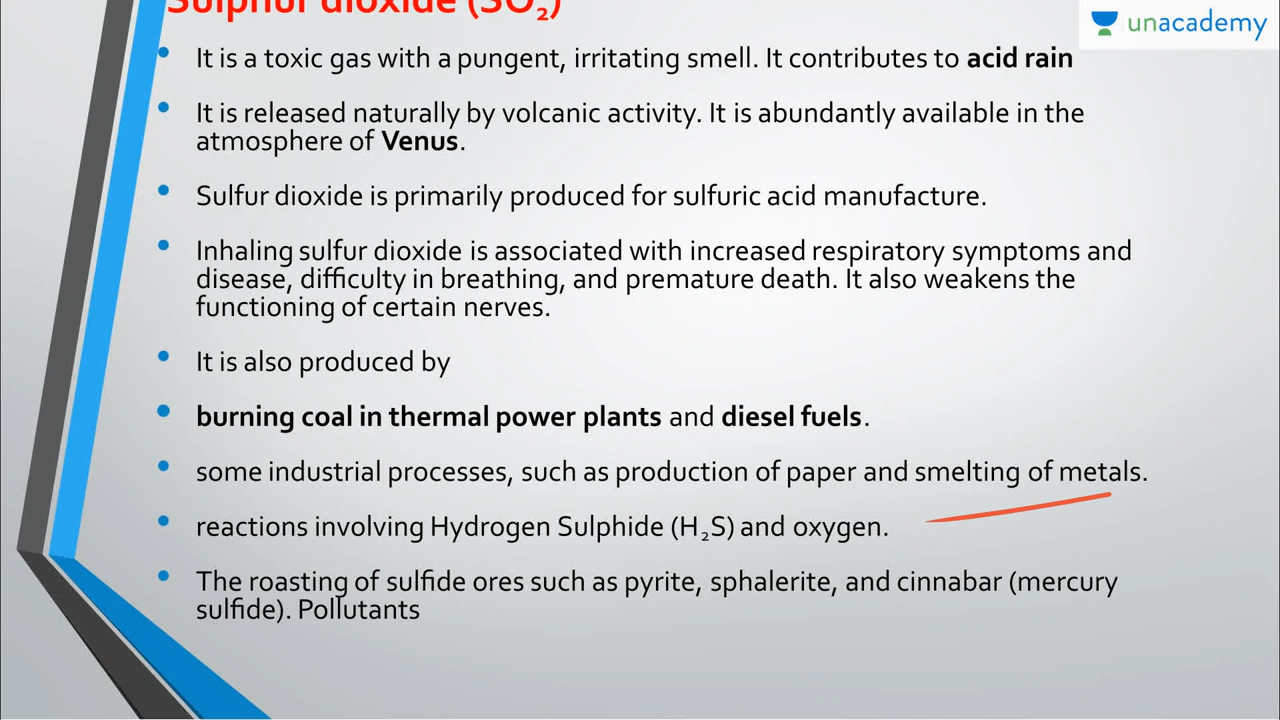 Sulphur dioxide (SO₂)
unacademy
• It is a toxic gas with a pungent, irritating smell. It contributes to acid rain
• It is released naturally by volcanic activity. It is abundantly available in the
atmosphere of Venus.
• Sulfur dioxide is primarily produced for sulfuric acid manufacture.
• Inhaling sulfur dioxide is associated with increased respiratory symptoms and
disease, difficulty in breathing, and premature death. It also weakens the
functioning of certain nerves.
• It is also produced by
• burning coal in thermal power plants and diesel fuels.
• some industrial processes, such as production of paper and smelting of metals.
• reactions involving Hydrogen Sulphide (H₂S) and oxygen.
• The roasting of sulfide ores such as pyrite, sphalerite, and cinnabar (mercury
sulfide). Pollutants